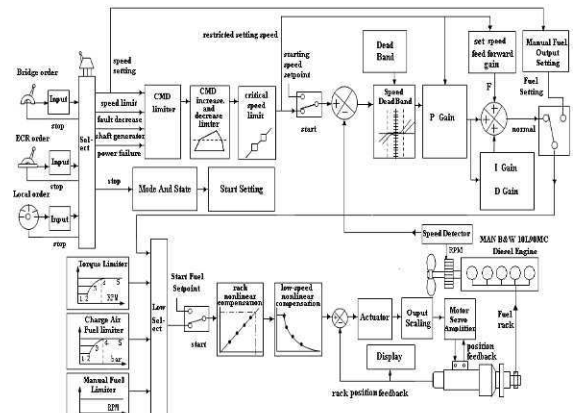 restricted setting speed
speed
setting
starting
speed
setpoint
Dead
Band
set speed
feed forward
gain
Manual Fuel
Output
Setting
Bridge order
Input
stop
ECR order
Input
stop
Local order
Input
stop
Sel-
ect
speed limit
fault decrease
shaft generator
power failure
CMD
limiter
CMD
increase, and
decrease
limiter
critical
speed
limit
start
Speed
DeadBand
P Gain
F
Fuel
Setting
normal
I Gain
D Gain
stop
Mode And State
Start Setting
Speed Detector
RPM
MAN B&W 10L90MC
Diesel Engine
Torque Limiter
RPM
Charge Air
Fuel limiter
bar
Manual Fuel
Limiter
RPM
Low
Sel-
ect
Start Fuel
Setpoint
start
rack
nonlinear
compensation
low-speed
nonlinear
compensation
Actuator
Ouput
Scaling
Motor
Servo
Amplifier
Fuel
rack
position
feedback
Display
rack position feedback